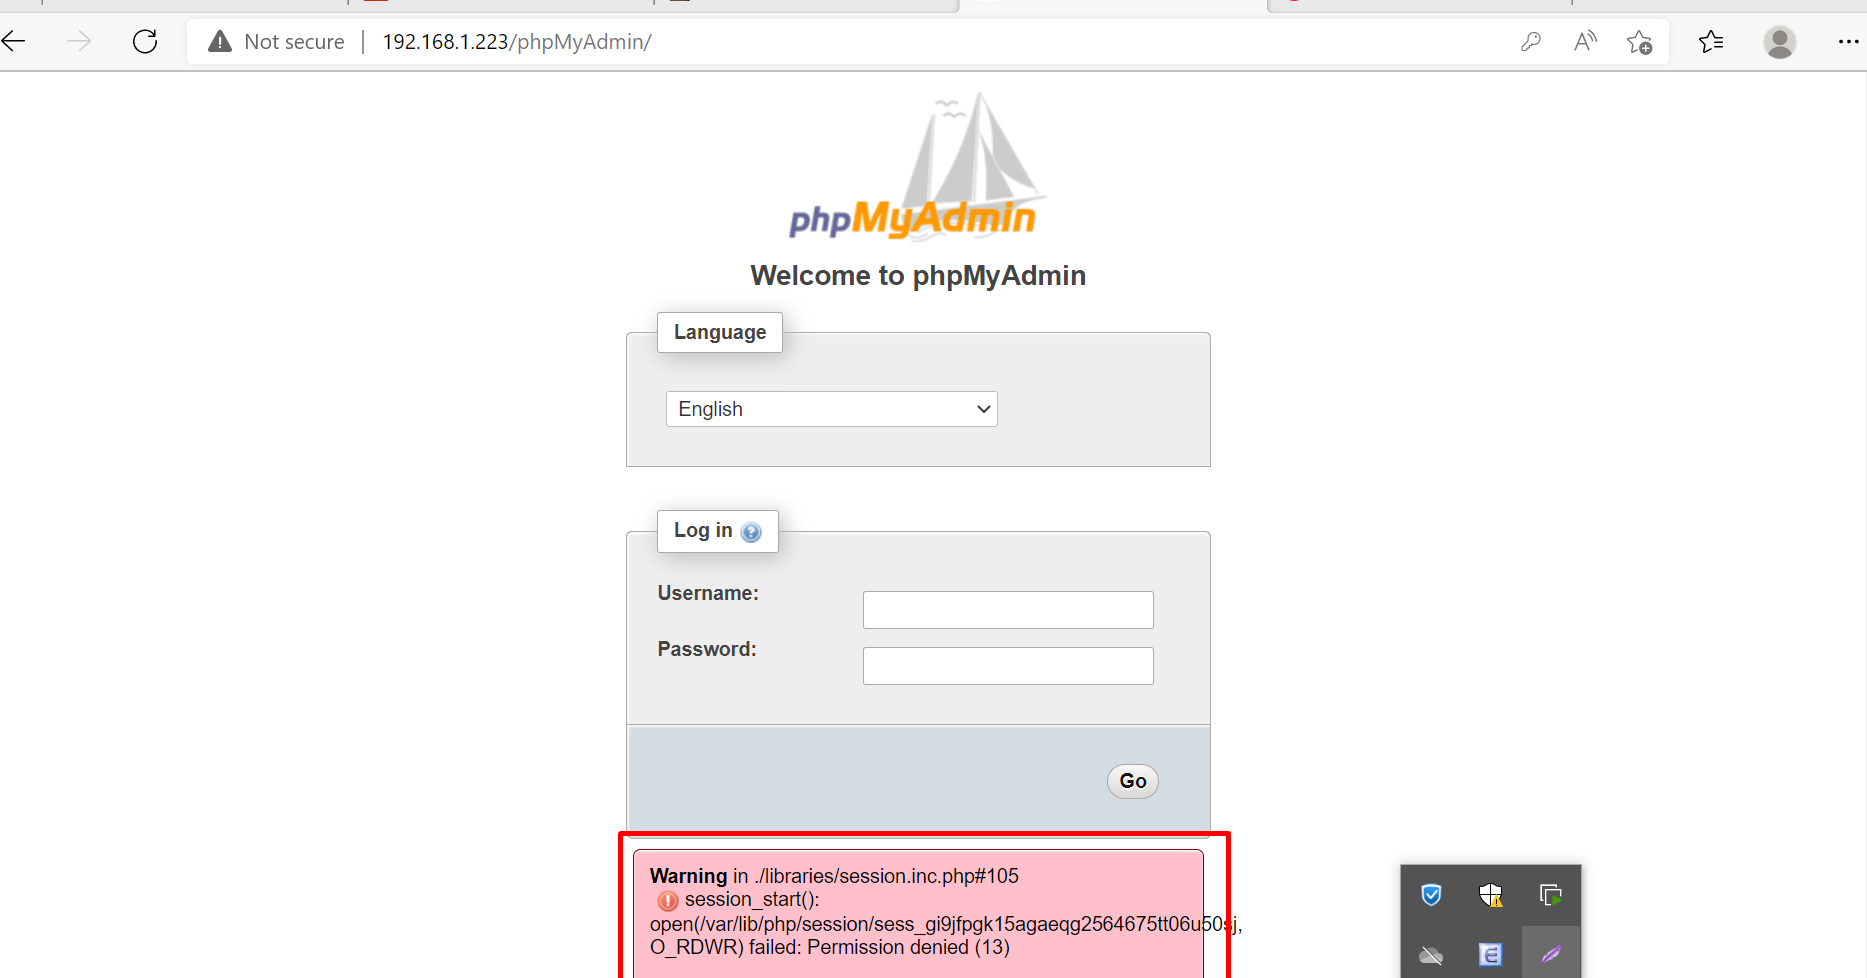 Not secure
192.168.1.223/phpMyAdmin/
phpMyAdmin
Welcome to phpMyAdmin
Language
English
Log in
Username:
Password:
Go
Warning in ./libraries/session.inc.php#105
session_start():
open(/var/lib/php/session/sess_gi9jfpgk15agaeqg2564675tt06u50sj,
O_RDWR) failed: Permission denied (13)